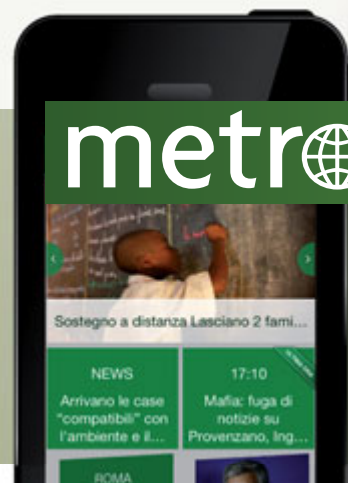 metro
Sostegno a distanza Lasciano 2 fami...
NEWS
Arrivano le case
"compatibili" con
l'ambiente e il...
17:10
Mafia: fuga di
notizie su
Provenzano, Ing...
ROMA